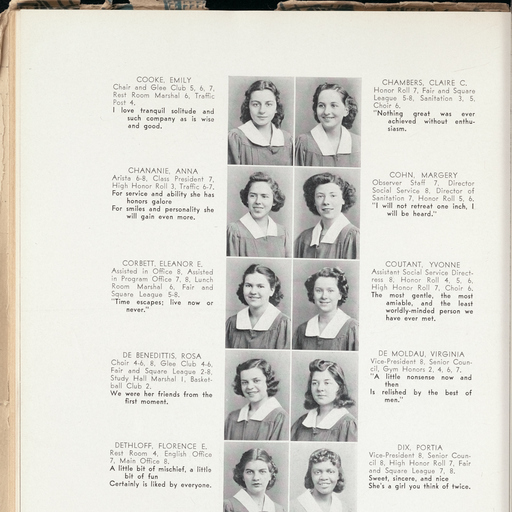 COOKE, EMILY
Choir and Glee Club 5, 6, 7,
Rest Room Marshal 6, Traffic
Post 4.
I love tranquil solitude and
such company as is wise
and good.
CHANANIE, ANNA
Arista 6-8, Class President 7,
High Honor Roll 3, Traffic 6-7,
For service and ability she has
honors galore
For smiles and personality she
will gain even more.
CORBETT, ELEANOR E.
Assisted in Office 8, Assisted
in Program Office 7, 8, Lunch
Room Marshal 6, Fair and
Square League 5-8.
"Time escapes; live now or
never."
DE BENEDITTIS, ROSA
Choir 4-6, 8, Glee Club 4-6,
Fair and Square League 2-8,
Study Hall Marshal 1, Basket-
ball Club 2.
We were her friends from the
first moment.
DETHLOFF, FLORENCE E.
Rest Room 4, English Office
7, Main Office 8.
A little bit of mischief, a little
bit of fun
Certainly is liked by everyone.
CHAMBERS, CLAIRE C.
Honor Roll 7, Fair and Square
League 5-8, Sanitation 3, 5,
Choir 6.
"Nothing great was ever
achieved without enthu-
siasm.
COHN, MARGERY
Observer Staff 7, Director
Social Service 8, Director of
Sanitation 7, Honor Roll 5, 6.
"I will not retreat one inch, I
will be heard."
COUTANT, YVONNE
Assistant Social Service Direct-
ress 8, Honor Roll 4, 5, 6,
High Honor Roll 7, Choir 6.
The most gentle, the most
amiable, and the least
worldly-minded person we
have ever met.
DE MOLDAU, VIRGINIA
Vice-President 8, Senior Coun-
cil, Gym Honors 2, 4, 6, 7.
"A little nonsense now and
then
Is relished by the best of
men."
DIX, PORTIA
Vice-President 8, Senior Coun-
cil 8, High Honor Roll 7, Fair
and Square League 7, 8.
Sweet, sincere, and nice
She's a girl you think of twice.